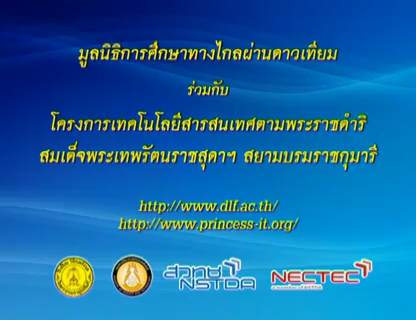 มูลนิธิการศึกษาทางไกลผ่านดาวเทียม
ร่วมกับ
โครงการเทคโนโลยีสารสนเทศตามพระราชดำริ
สมเด็จพระเทพรัตนราชสุดาฯ สยามบรมราชกุมารี
http://www.dlf.ac.th/
http://www.princess-it.org/
สวทช
NSTDA
NECTEC